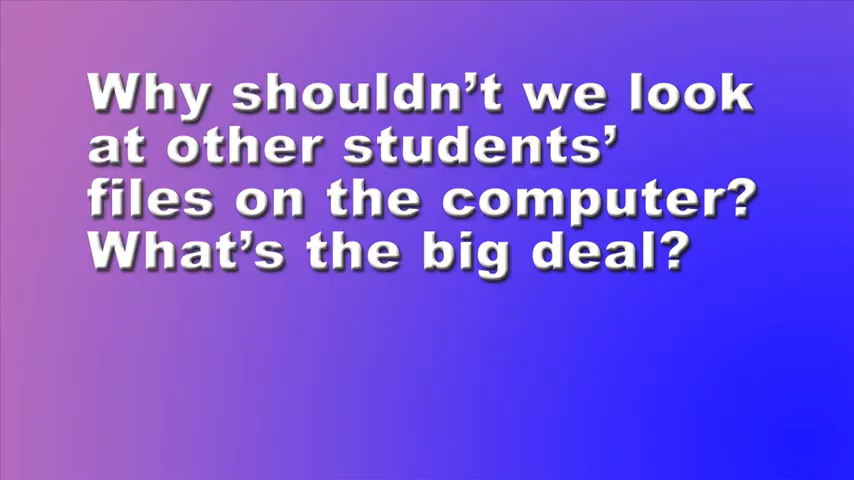 Why shouldn’t we look
at other students’
files on the computer?
What’s the big deal?